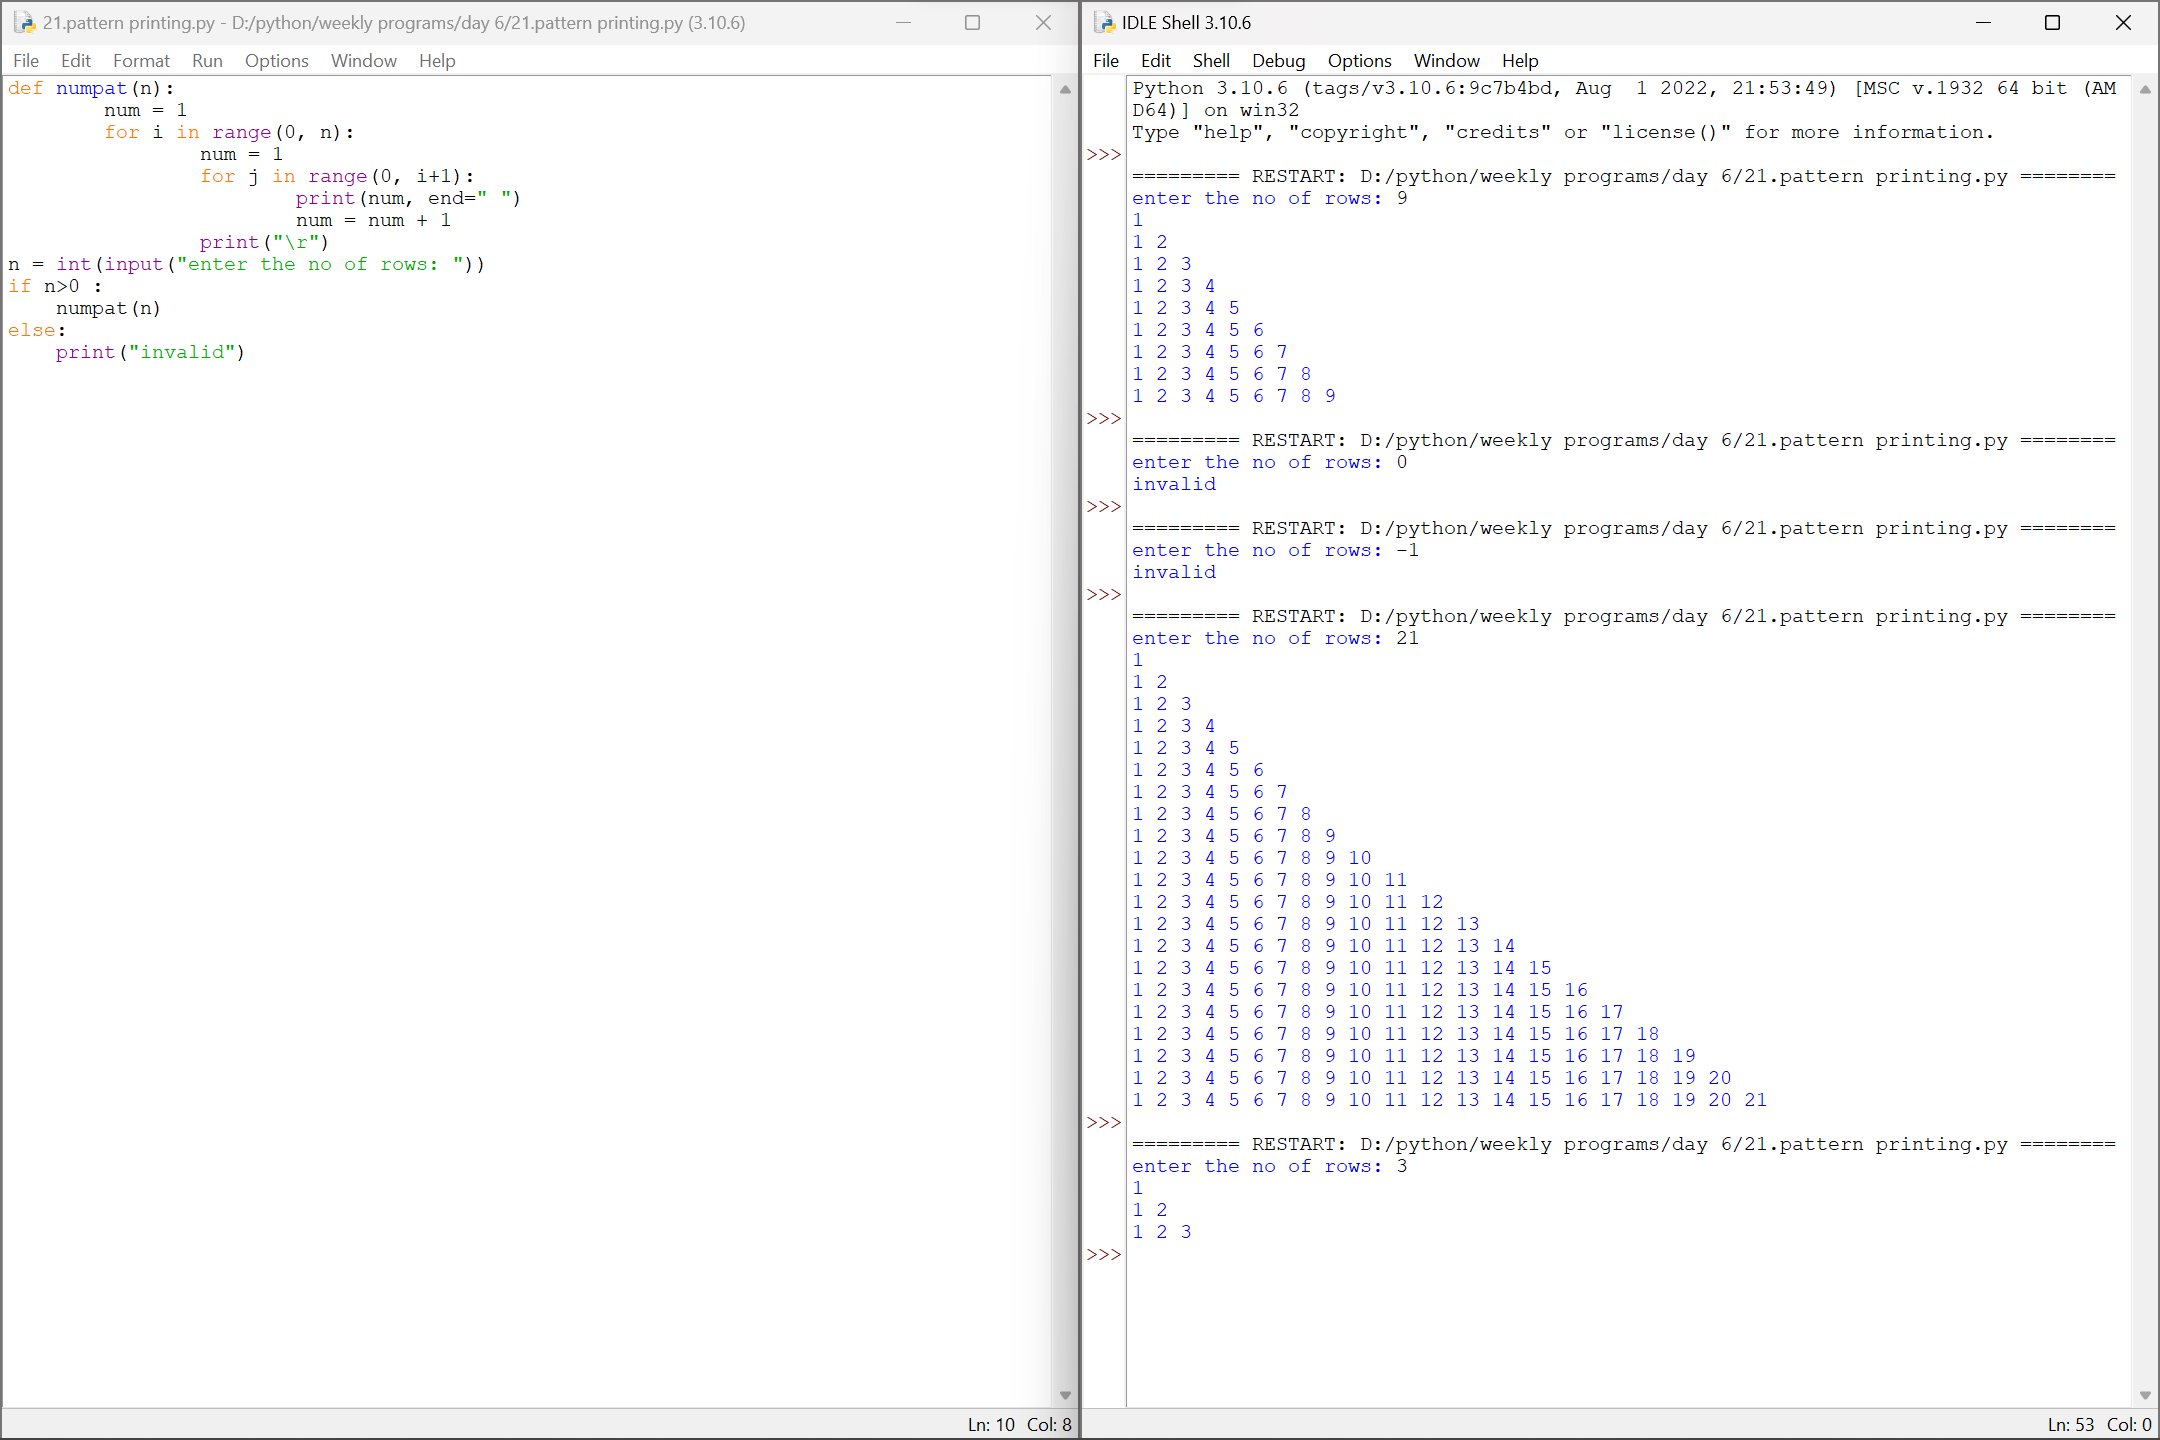 21.pattern printing.py - D:/python/weekly programs/day 6/21.pattern printing.py (3.10.6)
File Edit Format Run Options Window Help
def numpat(n):
        num = 1
        for i in range(0, n):
                num = 1
                for j in range(0, i+1):
                        print(num, end=" ")
                        num = num + 1
                print("\r")
n = int(input("enter the no of rows: "))
if n>0 :
    numpat(n)
else:
    print("invalid")
Ln: 10 Col: 8
IDLE Shell 3.10.6
File Edit Shell Debug Options Window Help
Python 3.10.6 (tags/v3.10.6:9c7b4bd, Aug  1 2022, 21:53:49) [MSC v.1932 64 bit (AM
D64)] on win32
Type "help", "copyright", "credits" or "license()" for more information.
>>>
========= RESTART: D:/python/weekly programs/day 6/21.pattern printing.py ========
enter the no of rows: 9
1
1 2
1 2 3
1 2 3 4
1 2 3 4 5
1 2 3 4 5 6
1 2 3 4 5 6 7
1 2 3 4 5 6 7 8
1 2 3 4 5 6 7 8 9
>>>
========= RESTART: D:/python/weekly programs/day 6/21.pattern printing.py ========
enter the no of rows: 0
invalid
>>>
========= RESTART: D:/python/weekly programs/day 6/21.pattern printing.py ========
enter the no of rows: -1
invalid
>>>
========= RESTART: D:/python/weekly programs/day 6/21.pattern printing.py ========
enter the no of rows: 21
1
1 2
1 2 3
1 2 3 4
1 2 3 4 5
1 2 3 4 5 6
1 2 3 4 5 6 7
1 2 3 4 5 6 7 8
1 2 3 4 5 6 7 8 9
1 2 3 4 5 6 7 8 9 10
1 2 3 4 5 6 7 8 9 10 11
1 2 3 4 5 6 7 8 9 10 11 12
1 2 3 4 5 6 7 8 9 10 11 12 13
1 2 3 4 5 6 7 8 9 10 11 12 13 14
1 2 3 4 5 6 7 8 9 10 11 12 13 14 15
1 2 3 4 5 6 7 8 9 10 11 12 13 14 15 16
1 2 3 4 5 6 7 8 9 10 11 12 13 14 15 16 17
1 2 3 4 5 6 7 8 9 10 11 12 13 14 15 16 17 18
1 2 3 4 5 6 7 8 9 10 11 12 13 14 15 16 17 18 19
1 2 3 4 5 6 7 8 9 10 11 12 13 14 15 16 17 18 19 20
1 2 3 4 5 6 7 8 9 10 11 12 13 14 15 16 17 18 19 20 21
>>>
========= RESTART: D:/python/weekly programs/day 6/21.pattern printing.py ========
enter the no of rows: 3
1
1 2
1 2 3
>>>
Ln: 53 Col: 0